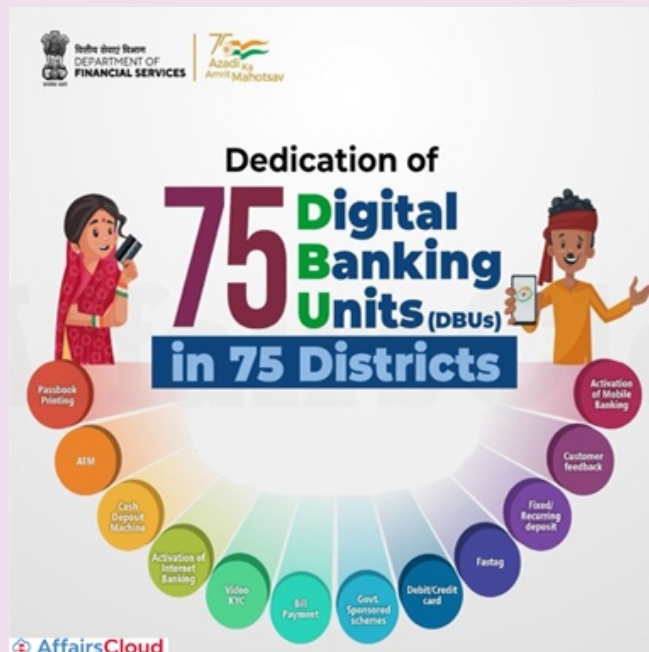 वित्तीय सेवाएं विभाग
DEPARTMENT OF
FINANCIAL SERVICES
75
Azadi Ka
Amrit Mahotsav
Dedication of
75 Digital
Banking
Units (DBUs)
in 75 Districts
Passbook
Printing
ATM
Cash
Deposit
Machine
Activation of
Internet
Banking
Video
KYC
Bill
Payment
Govt.
Sponsored
schemes
Debit/Credit
card
Fastag
Fixed/
Recurring
deposit
Customer
feedback
Activation
of Mobile
Banking
AffairsCloud